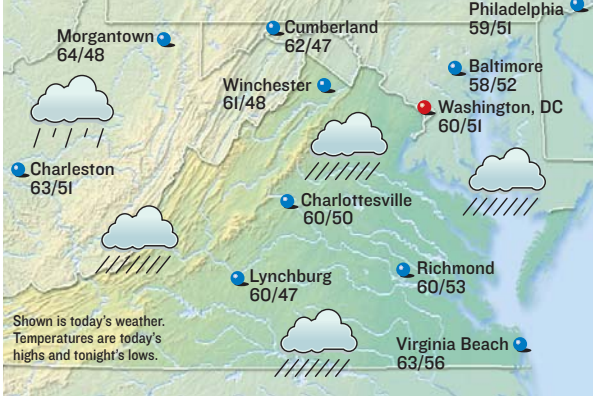 Philadelphia
59/51
Cumberland
62/47
Morgantown
64/48
Baltimore
58/52
Winchester
61/48
Washington, DC
60/51
Charleston
63/51
Charlottesville
60/50
Richmond
60/53
Lynchburg
60/47
Shown is today's weather.
Temperatures are today's
highs and tonight's lows.
Virginia Beach
63/56